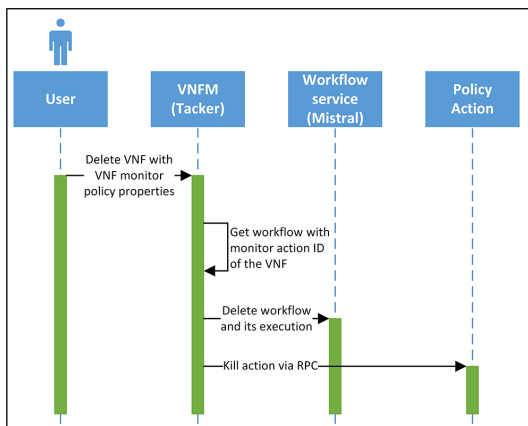 User
VNFM
(Tacker)
Workflow
service
(Mistral)
Policy
Action
Delete VNF with
VNF monitor
policy properties
Get workflow with
monitor action ID
of the VNF
Delete workflow
and its execution
Kill action via RPC